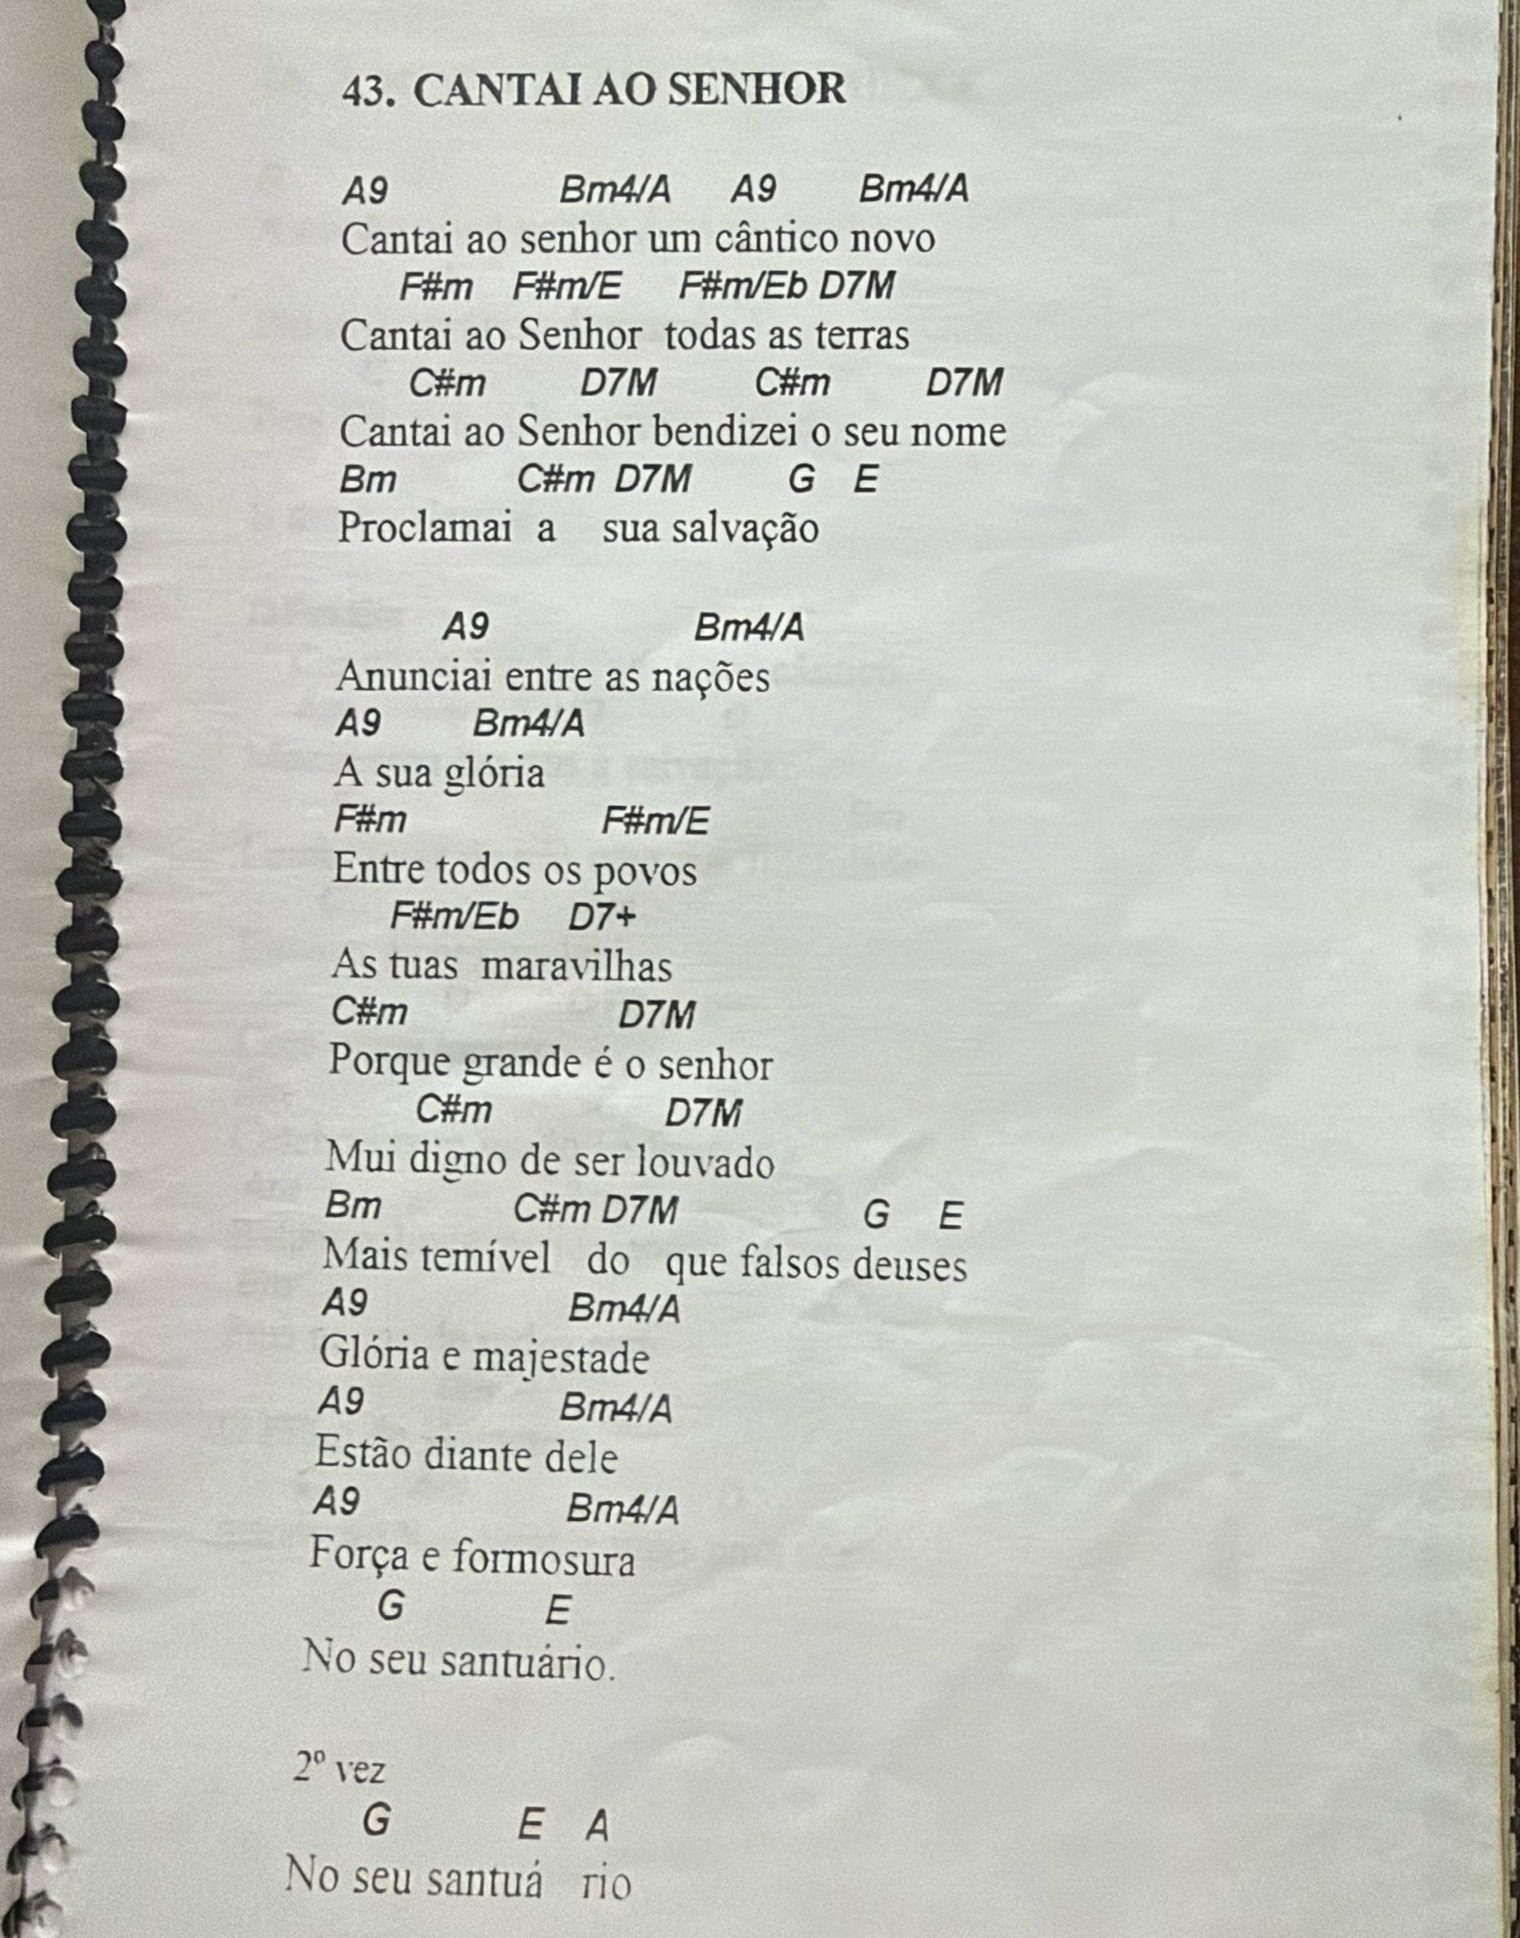 43. CANTAI AO SENHOR
A9 Bm4/A A9 Bm4/A
Cantai ao senhor um cântico novo
F#m F#m/E F#m/Eb D7M
Cantai ao Senhor todas as terras
C#m D7M C#m D7M
Cantai ao Senhor bendizei o seu nome
Bm C#m D7M G E
Proclamai a sua salvação
A9 Bm4/A
Anunciai entre as nações
A9 Bm4/A
A sua glória
F#m F#m/E
Entre todos os povos
F#m/Eb D7+
As tuas maravilhas
C#m D7M
Porque grande é o senhor
C#m D7M
Mui digno de ser louvado
Bm C#m D7M G E
Mais temível do que falsos deuses
A9 Bm4/A
Glória e majestade
A9 Bm4/A
Estão diante dele
A9 Bm4/A
Força e formosura
G E
No seu santuário.
2º vez
G E A
No seu santuá rio